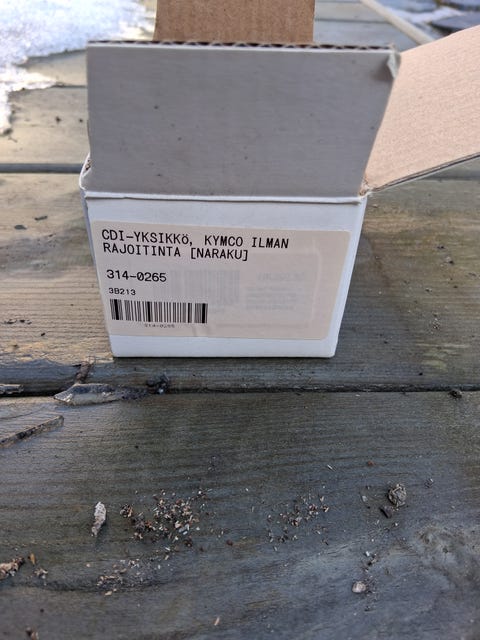 CDI-YKSIKKÖ, KYMCO ILMAN
RAJOITINTA [NARAKU]
314-0265
3B213
314-0265